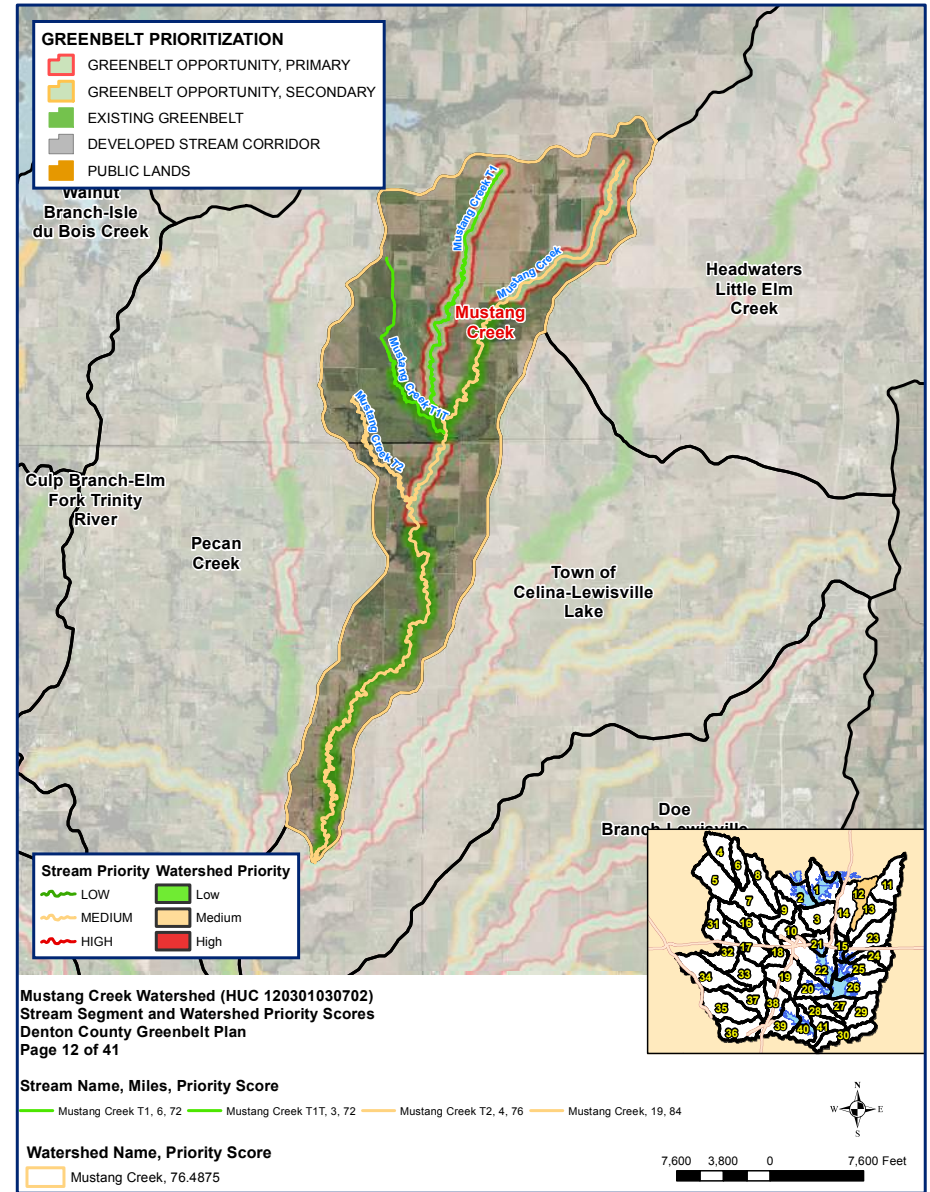 GREENBELT PRIORITIZATION
GREENBELT OPPORTUNITY, PRIMARY
GREENBELT OPPORTUNITY, SECONDARY
EXISTING GREENBELT
DEVELOPED STREAM CORRIDOR
PUBLIC LANDS
Walnut
Branch-Isle
du Bois Creek
Mustang Creek T1
Mustang Creek
Mustang
Creek
Headwaters
Little Elm
Creek
Mustang Creek T1T
Mustang Creek T2
Culp Branch-Elm
Fork Trinity
River
Pecan
Creek
Town of
Celina-Lewisville
Lake
Doe
Branch-Lewisville
Stream Priority Watershed Priority
LOW Low
MEDIUM Medium
HIGH High
4
6
8
5
7
2
1
12
11
9
3
14
13
31
16
10
23
32
17
18
21
15
24
34
33
19
22
25
20
26
35
37
38
27
28
29
36
39
40
41
30
Mustang Creek Watershed (HUC 120301030702)
Stream Segment and Watershed Priority Scores
Denton County Greenbelt Plan
Page 12 of 41
Stream Name, Miles, Priority Score
Mustang Creek T1, 6, 72 Mustang Creek T1T, 3, 72 Mustang Creek T2, 4, 76 Mustang Creek, 19, 84
N
W E
S
Watershed Name, Priority Score
Mustang Creek, 76.4875
7,600 3,800 0 7,600 Feet